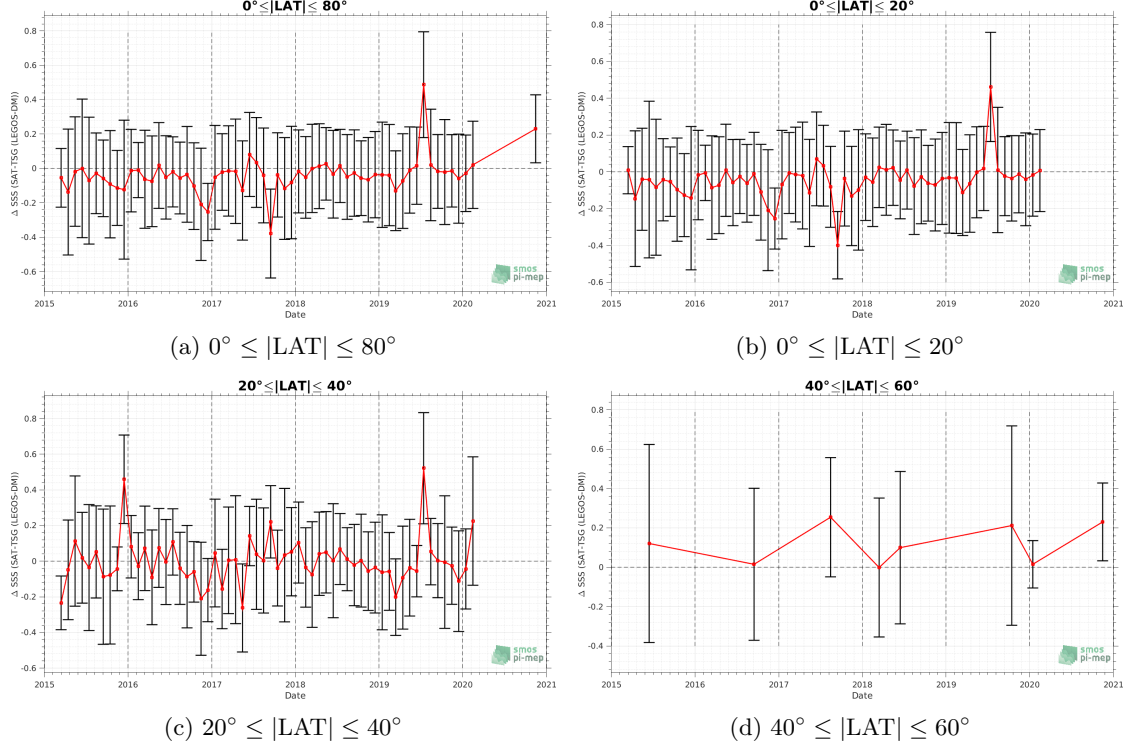 0°≤|LAT|≤ 80°
Δ SSS (SAT-TSG (LEGOS-DM))
0.8
0.6
0.4
0.2
0
-0.2
-0.4
-0.6
2015 2016 2017 2018 2019 2020 2021
Date
smos
pi-mep
(a) 0° ≤ |LAT| ≤ 80°
0°≤|LAT|≤ 20°
Δ SSS (SAT-TSG (LEGOS-DM))
0.8
0.6
0.4
0.2
0
-0.2
-0.4
-0.6
2015 2016 2017 2018 2019 2020 2021
Date
smos
pi-mep
(b) 0° ≤ |LAT| ≤ 20°
20°≤|LAT|≤ 40°
Δ SSS (SAT-TSG (LEGOS-DM))
0.8
0.6
0.4
0.2
0
-0.2
-0.4
-0.6
2015 2016 2017 2018 2019 2020 2021
Date
smos
pi-mep
(c) 20° ≤ |LAT| ≤ 40°
40°≤|LAT|≤ 60°
Δ SSS (SAT-TSG (LEGOS-DM))
0.8
0.6
0.4
0.2
0
-0.2
-0.4
2015 2016 2017 2018 2019 2020 2021
Date
smos
pi-mep
(d) 40° ≤ |LAT| ≤ 60°